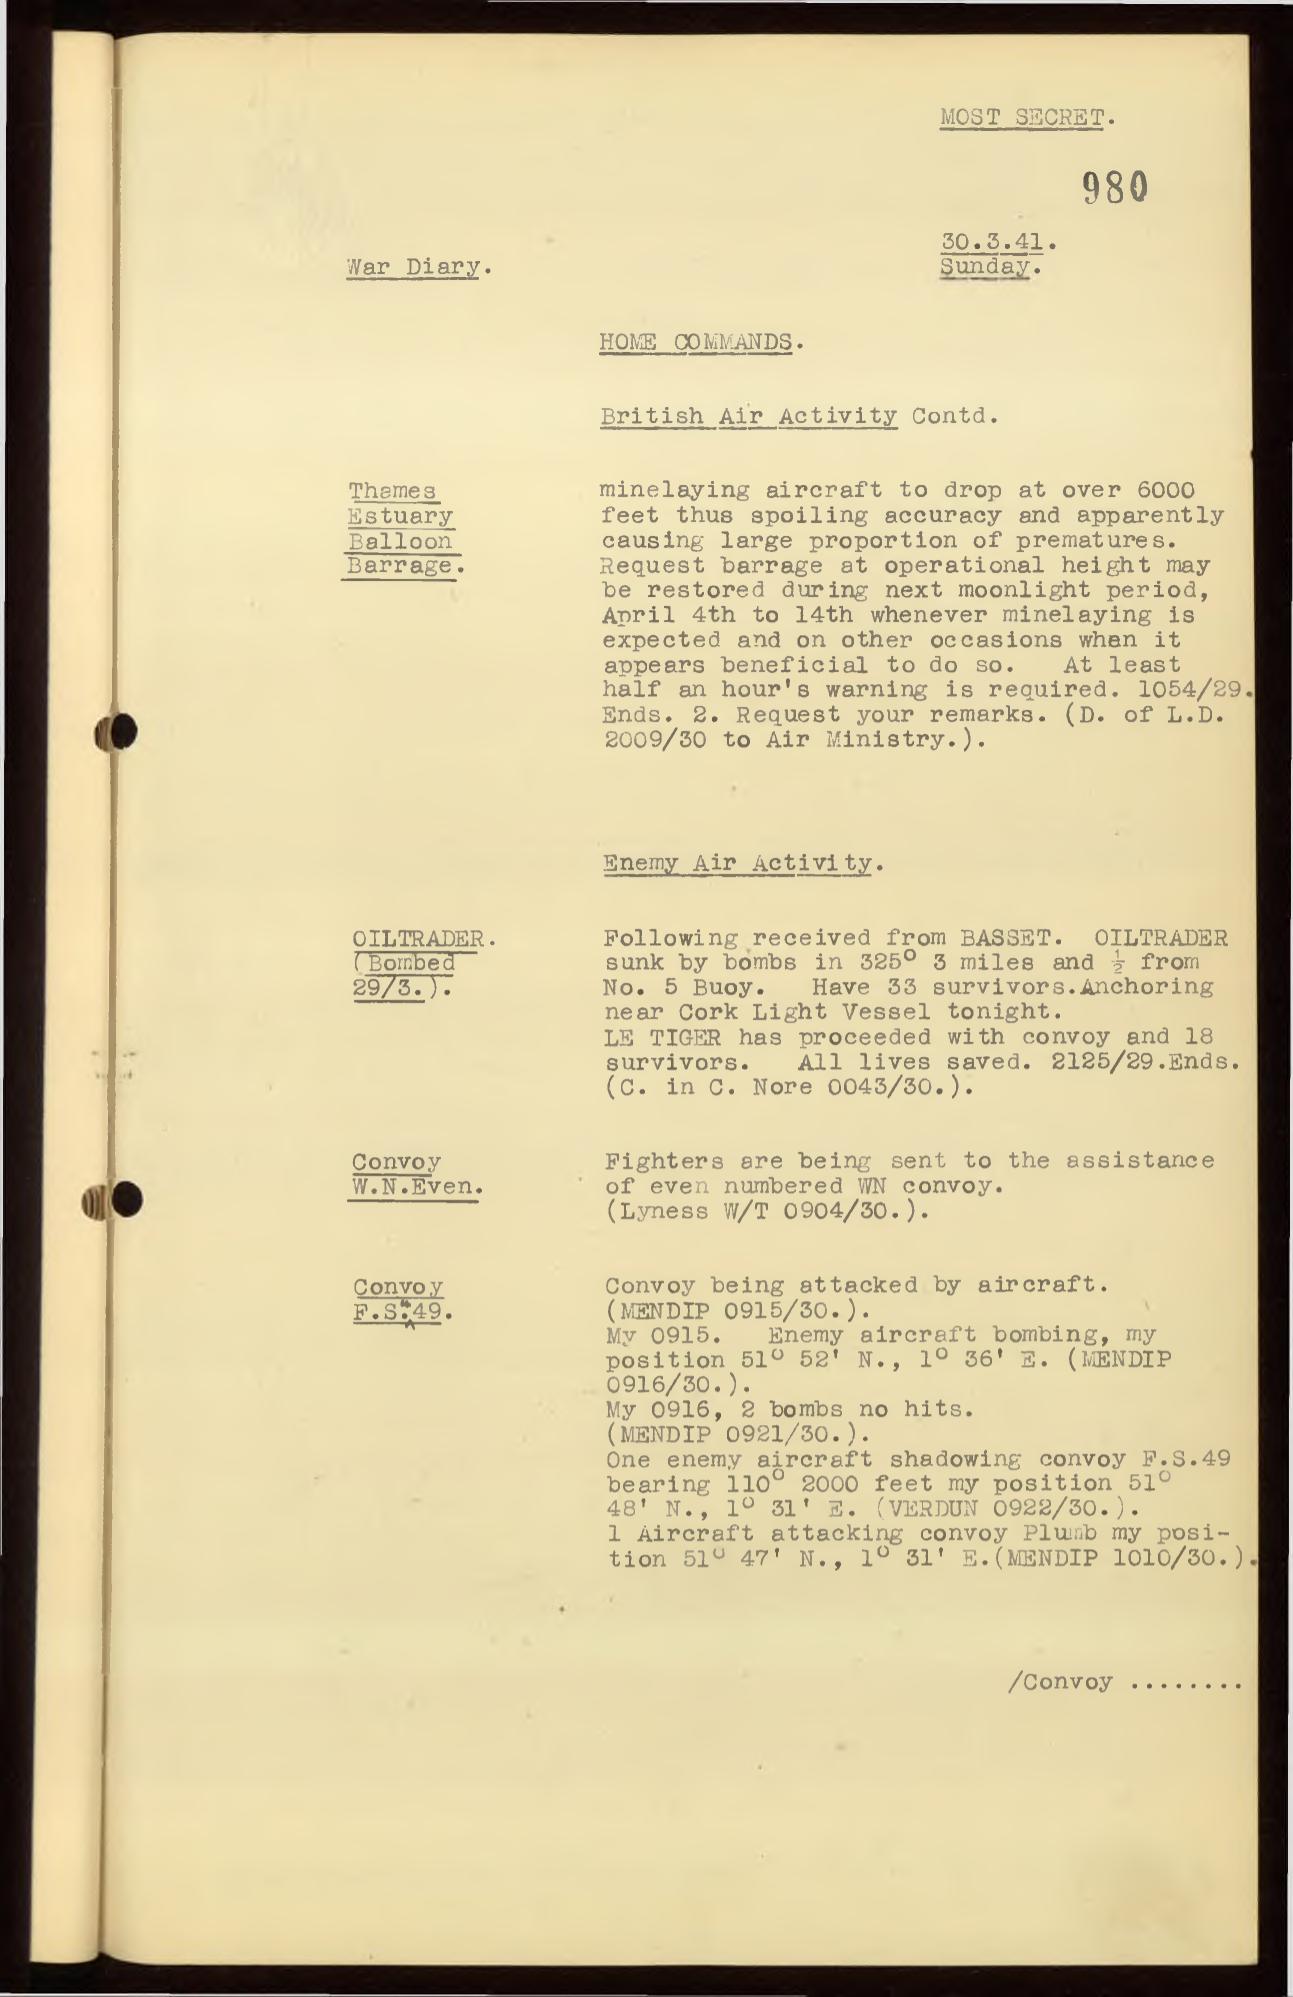 MOST SECRET.
980
30.3.41.
War Diary.
Sunday.
HOME COMMANDS.
British Air Activity Contd.
Thames
Estuary
Balloon
Barrage.
minelaying aircraft to drop at over 6000
feet thus spoiling accuracy and apparently
causing large proportion of prematures.
Request barrage at operational height may
be restored during next moonlight period,
April 4th to 14th whenever minelaying is
expected and on other occasions when it
appears beneficial to do so. At least
half an hour's warning is required. 1054/29.
Ends. 2. Request your remarks. (D. of L.D.
2009/30 to Air Ministry.).
Enemy Air Activity.
OILTRADER.
(Bombed
29/3.).
Following received from BASSET. OILTRADER
sunk by bombs in 325° 3 miles and ½ from
No. 5 Buoy. Have 33 survivors.Anchoring
near Cork Light Vessel tonight.
LE TIGER has proceeded with convoy and 18
survivors. All lives saved. 2125/29.Ends.
(C. in C. Nore 0043/30.).
Convoy
W.N.Even.
Fighters are being sent to the assistance
of even numbered WN convoy.
(Lyness W/T 0904/30.).
Convoy
F.S.49.
Convoy being attacked by aircraft.
(MENDIP 0915/30.).
My 0915. Enemy aircraft bombing, my
position 51° 52' N., 1° 36' E. (MENDIP
0916/30.).
My 0916, 2 bombs no hits.
(MENDIP 0921/30.).
One enemy aircraft shadowing convoy F.S.49
bearing 110° 2000 feet my position 51°
48' N., 1° 31' E. (VERDUN 0922/30.).
1 Aircraft attacking convoy Plumb my posi-
tion 51° 47' N., 1° 31' E.(MENDIP 1010/30.).
/Convoy ........